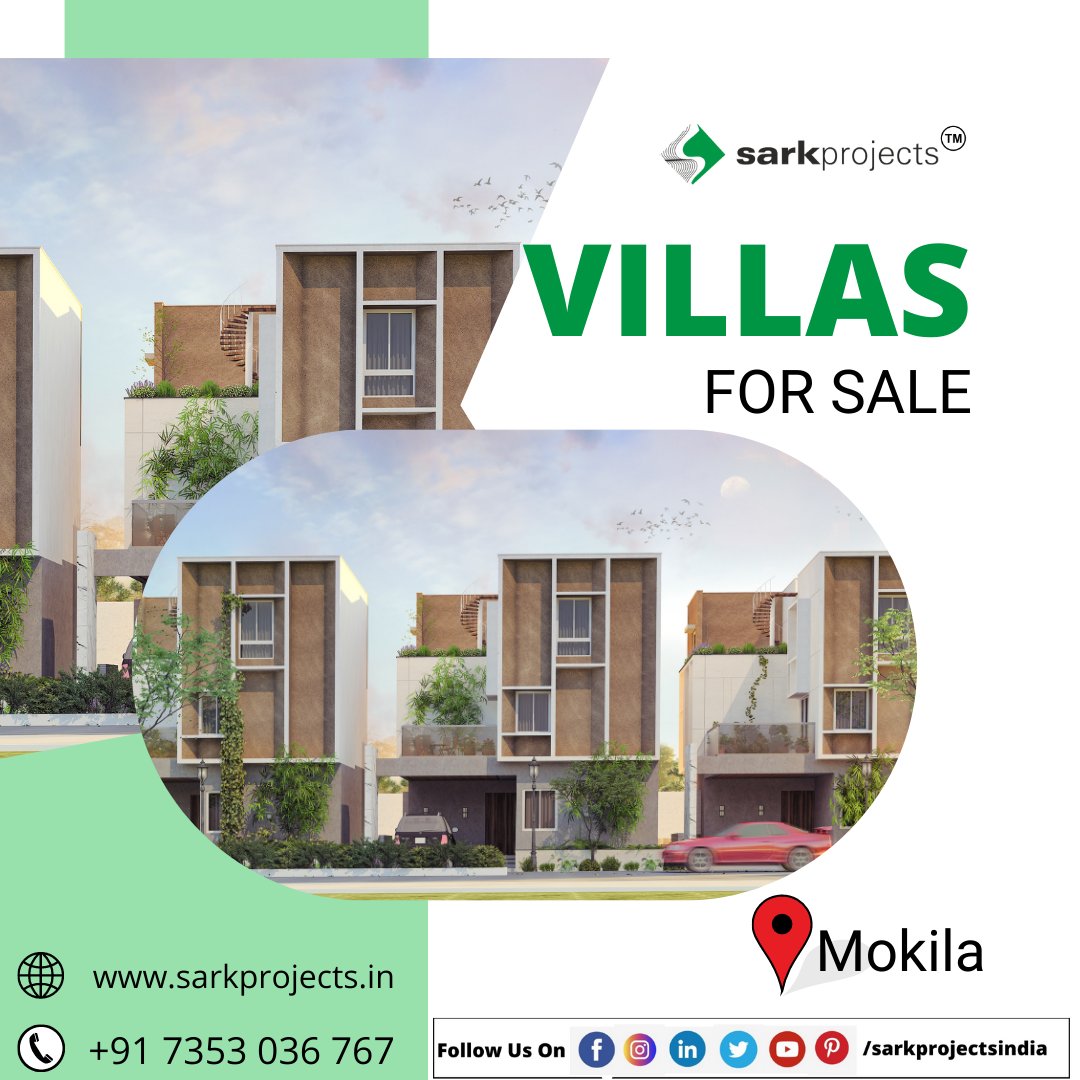 sarkprojects™
VILLAS
FOR SALE
Mokila
www.sarkprojects.in
+91 7353 036 767
Follow Us On /sarkprojectsindia